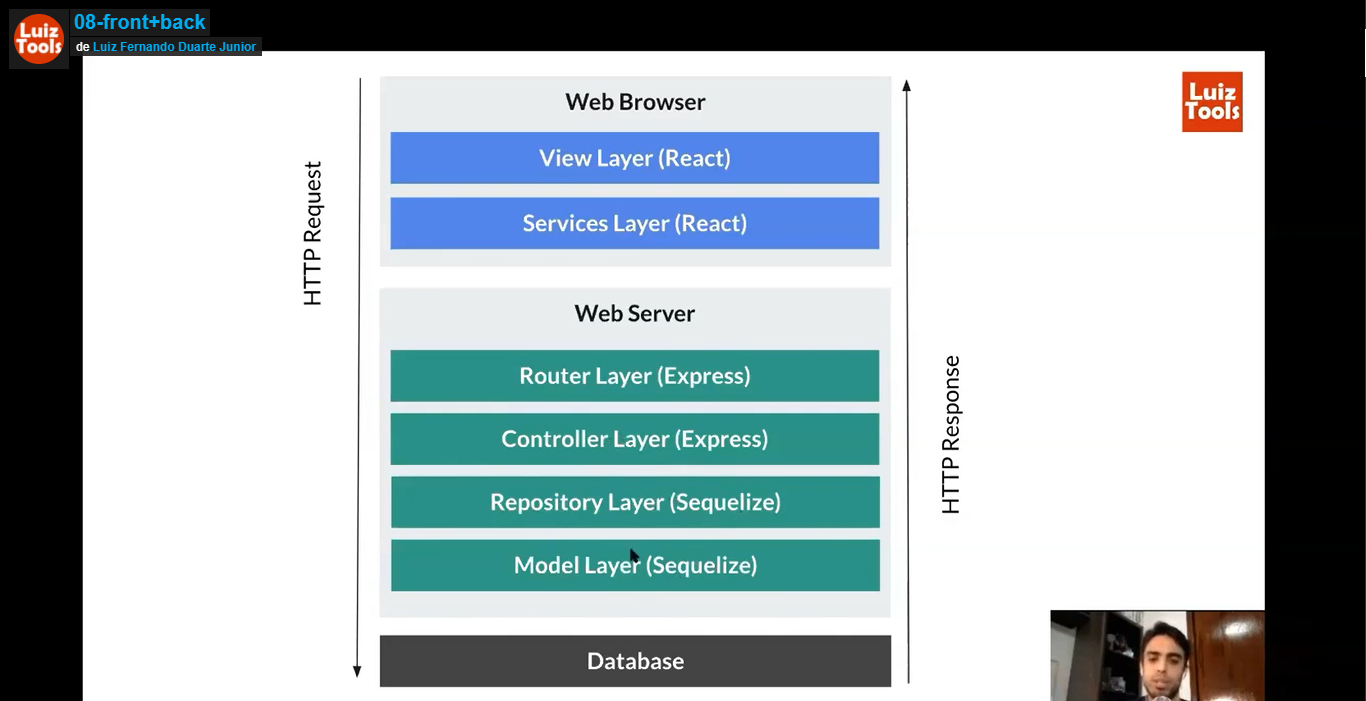 Luiz
Tools
08-front+back
de Luiz Fernando Duarte Junior
Luiz
Tools
Web Browser
View Layer (React)
Services Layer (React)
HTTP Request
Web Server
Router Layer (Express)
Controller Layer (Express)
Repository Layer (Sequelize)
Model Layer (Sequelize)
HTTP Response
Database